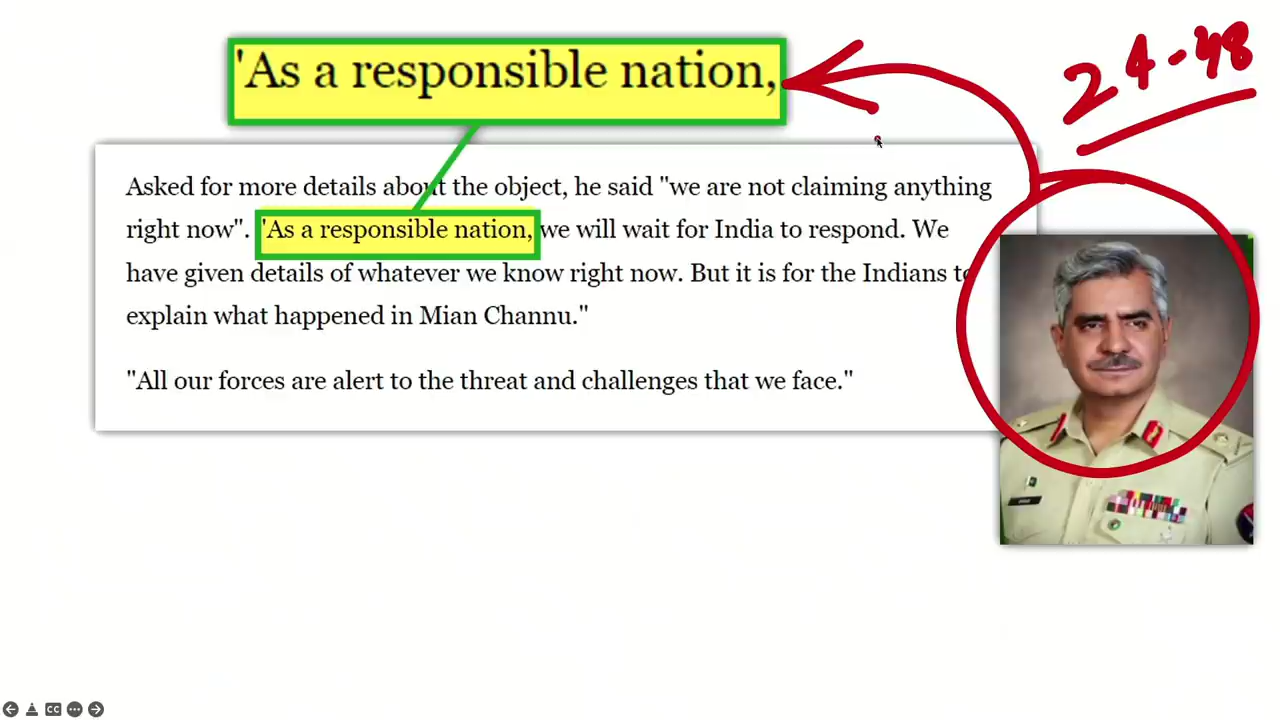 'As a responsible nation,
24-48
Asked for more details about the object, he said "we are not claiming anything
right now". 'As a responsible nation, we will wait for India to respond. We
have given details of whatever we know right now. But it is for the Indians to
explain what happened in Mian Channu."
"All our forces are alert to the threat and challenges that we face."
CC